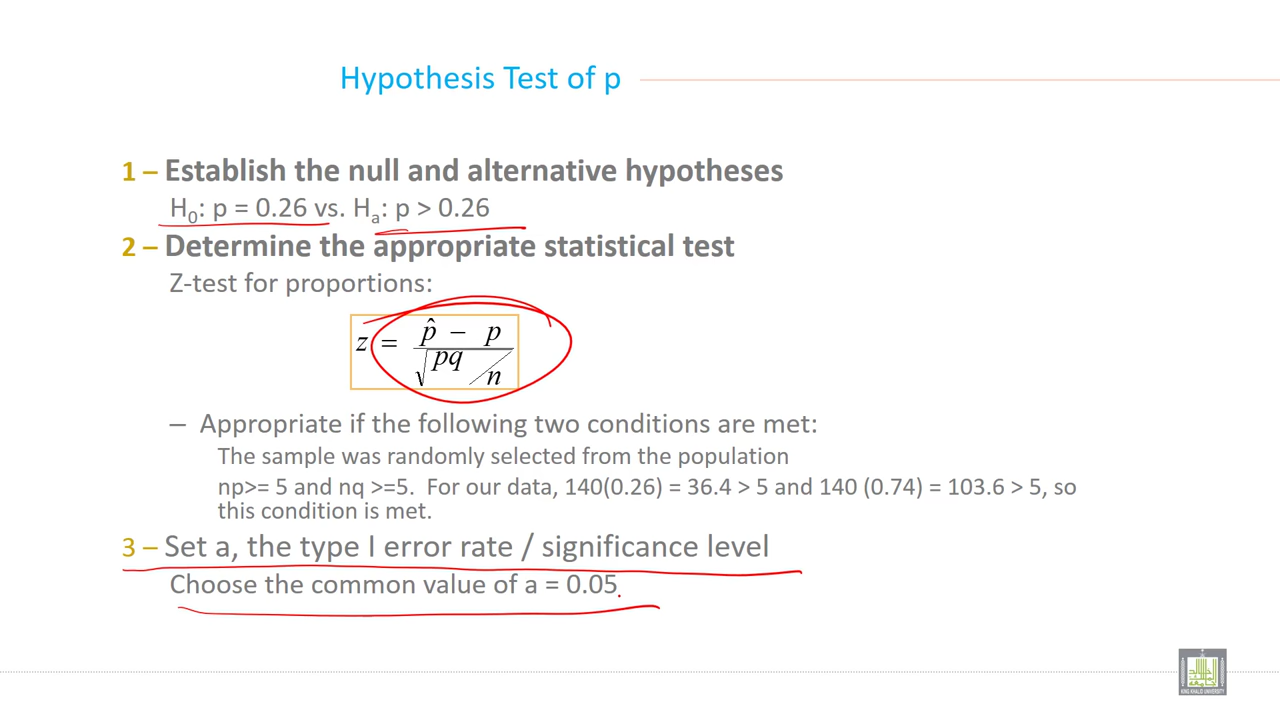 Hypothesis Test of p
1 – Establish the null and alternative hypotheses
H₀: p = 0.26 vs. Hₐ: p > 0.26
2 – Determine the appropriate statistical test
Z-test for proportions:
z = (p̂ − p) / √(pq/n)
– Appropriate if the following two conditions are met:
The sample was randomly selected from the population
np>= 5 and nq >=5. For our data, 140(0.26) = 36.4 > 5 and 140 (0.74) = 103.6 > 5, so
this condition is met.
3 – Set a, the type I error rate / significance level
Choose the common value of a = 0.05.
KING KHALID UNIVERSITY